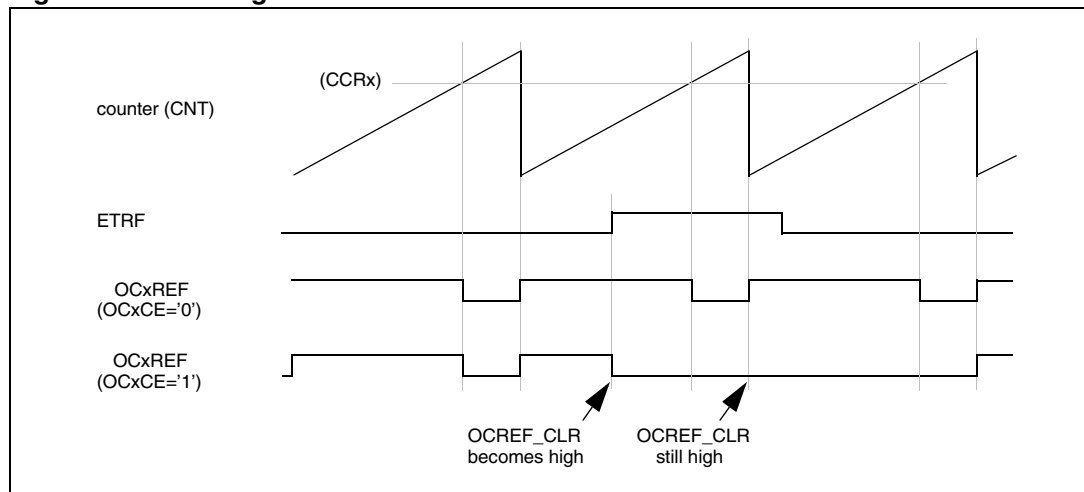 (CCRx)
counter (CNT)
ETRF
OCxREF
(OCxCE='0')
OCxREF
(OCxCE='1')
OCREF_CLR
becomes high
OCREF_CLR
still high